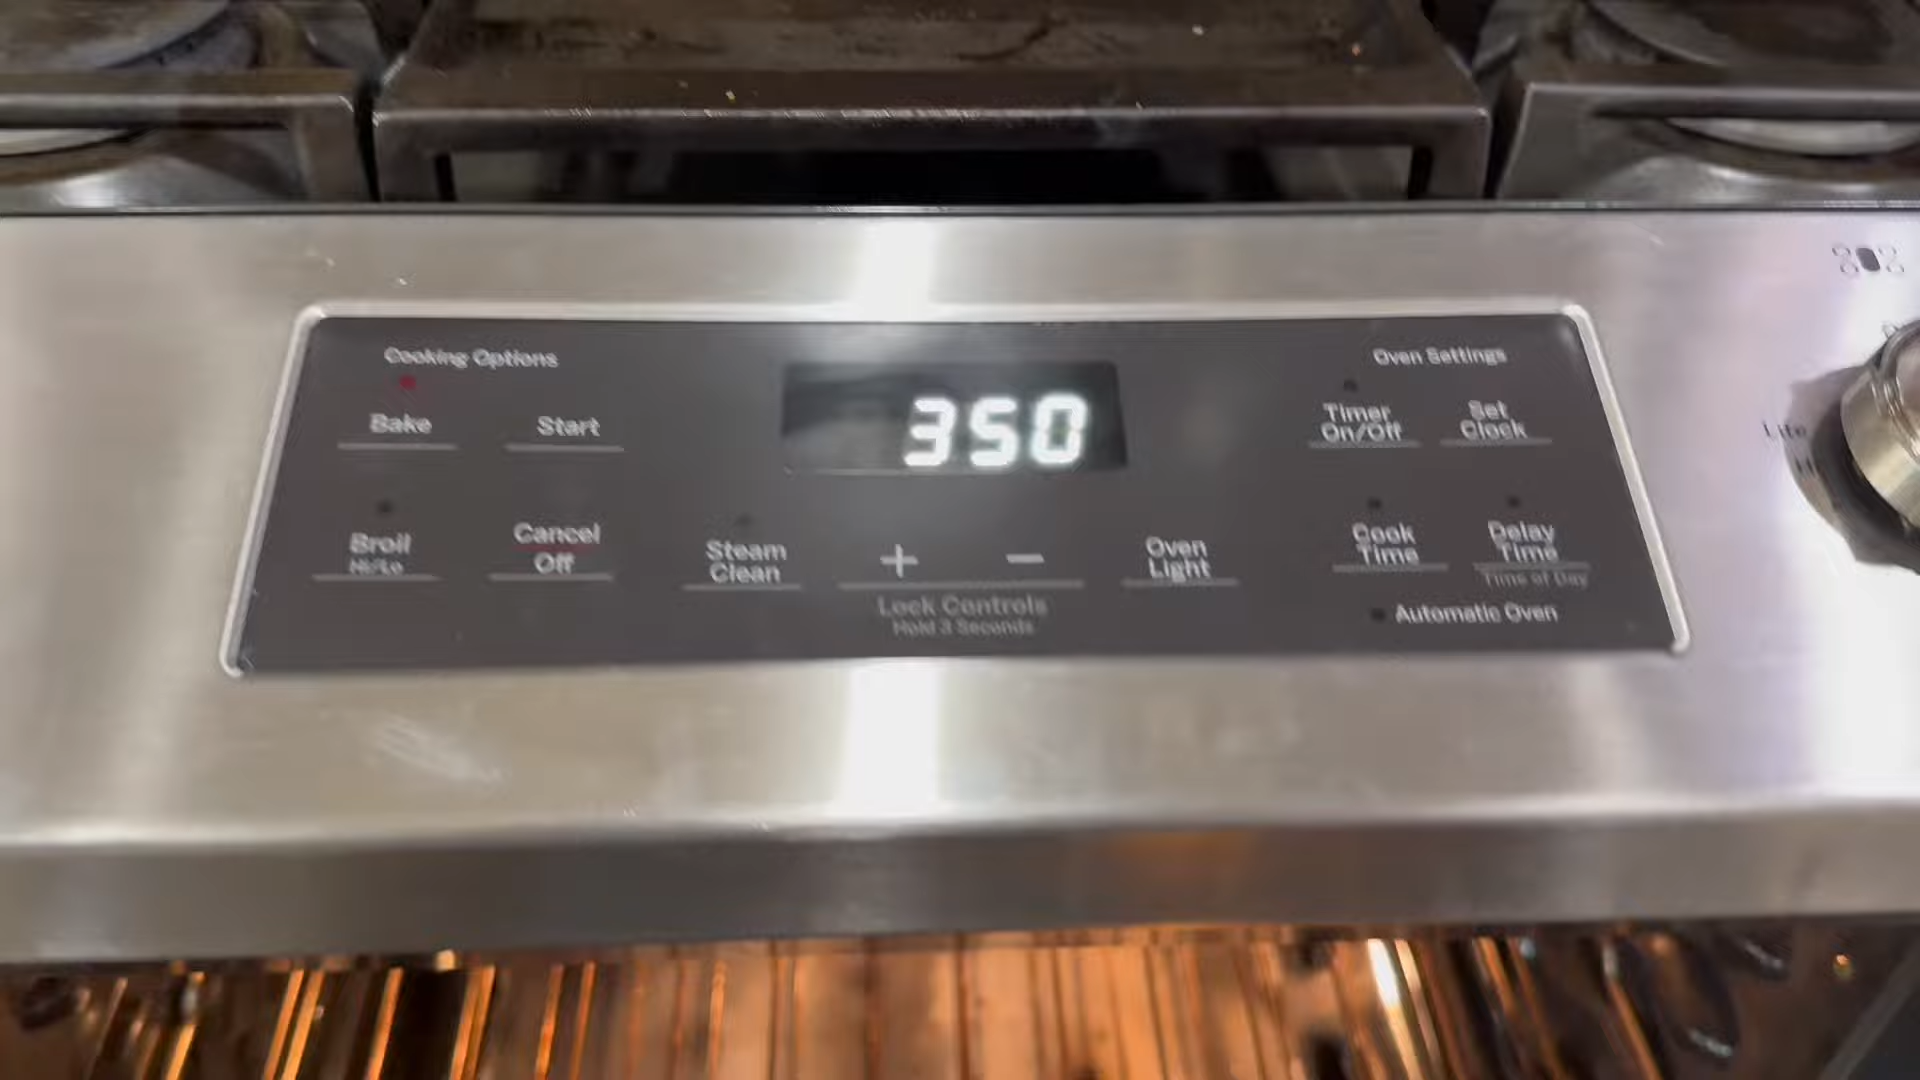 Cooking Options
Oven Settings
350
Bake
Start
Timer
On/Off
Set
Clock
Broil
Hi/Lo
Cancel
Off
Steam
Clean
+ −
Lock Controls
Hold 3 Seconds
Oven
Light
Cook
Time
Delay
Time
Time of Day
Automatic Oven
Lite